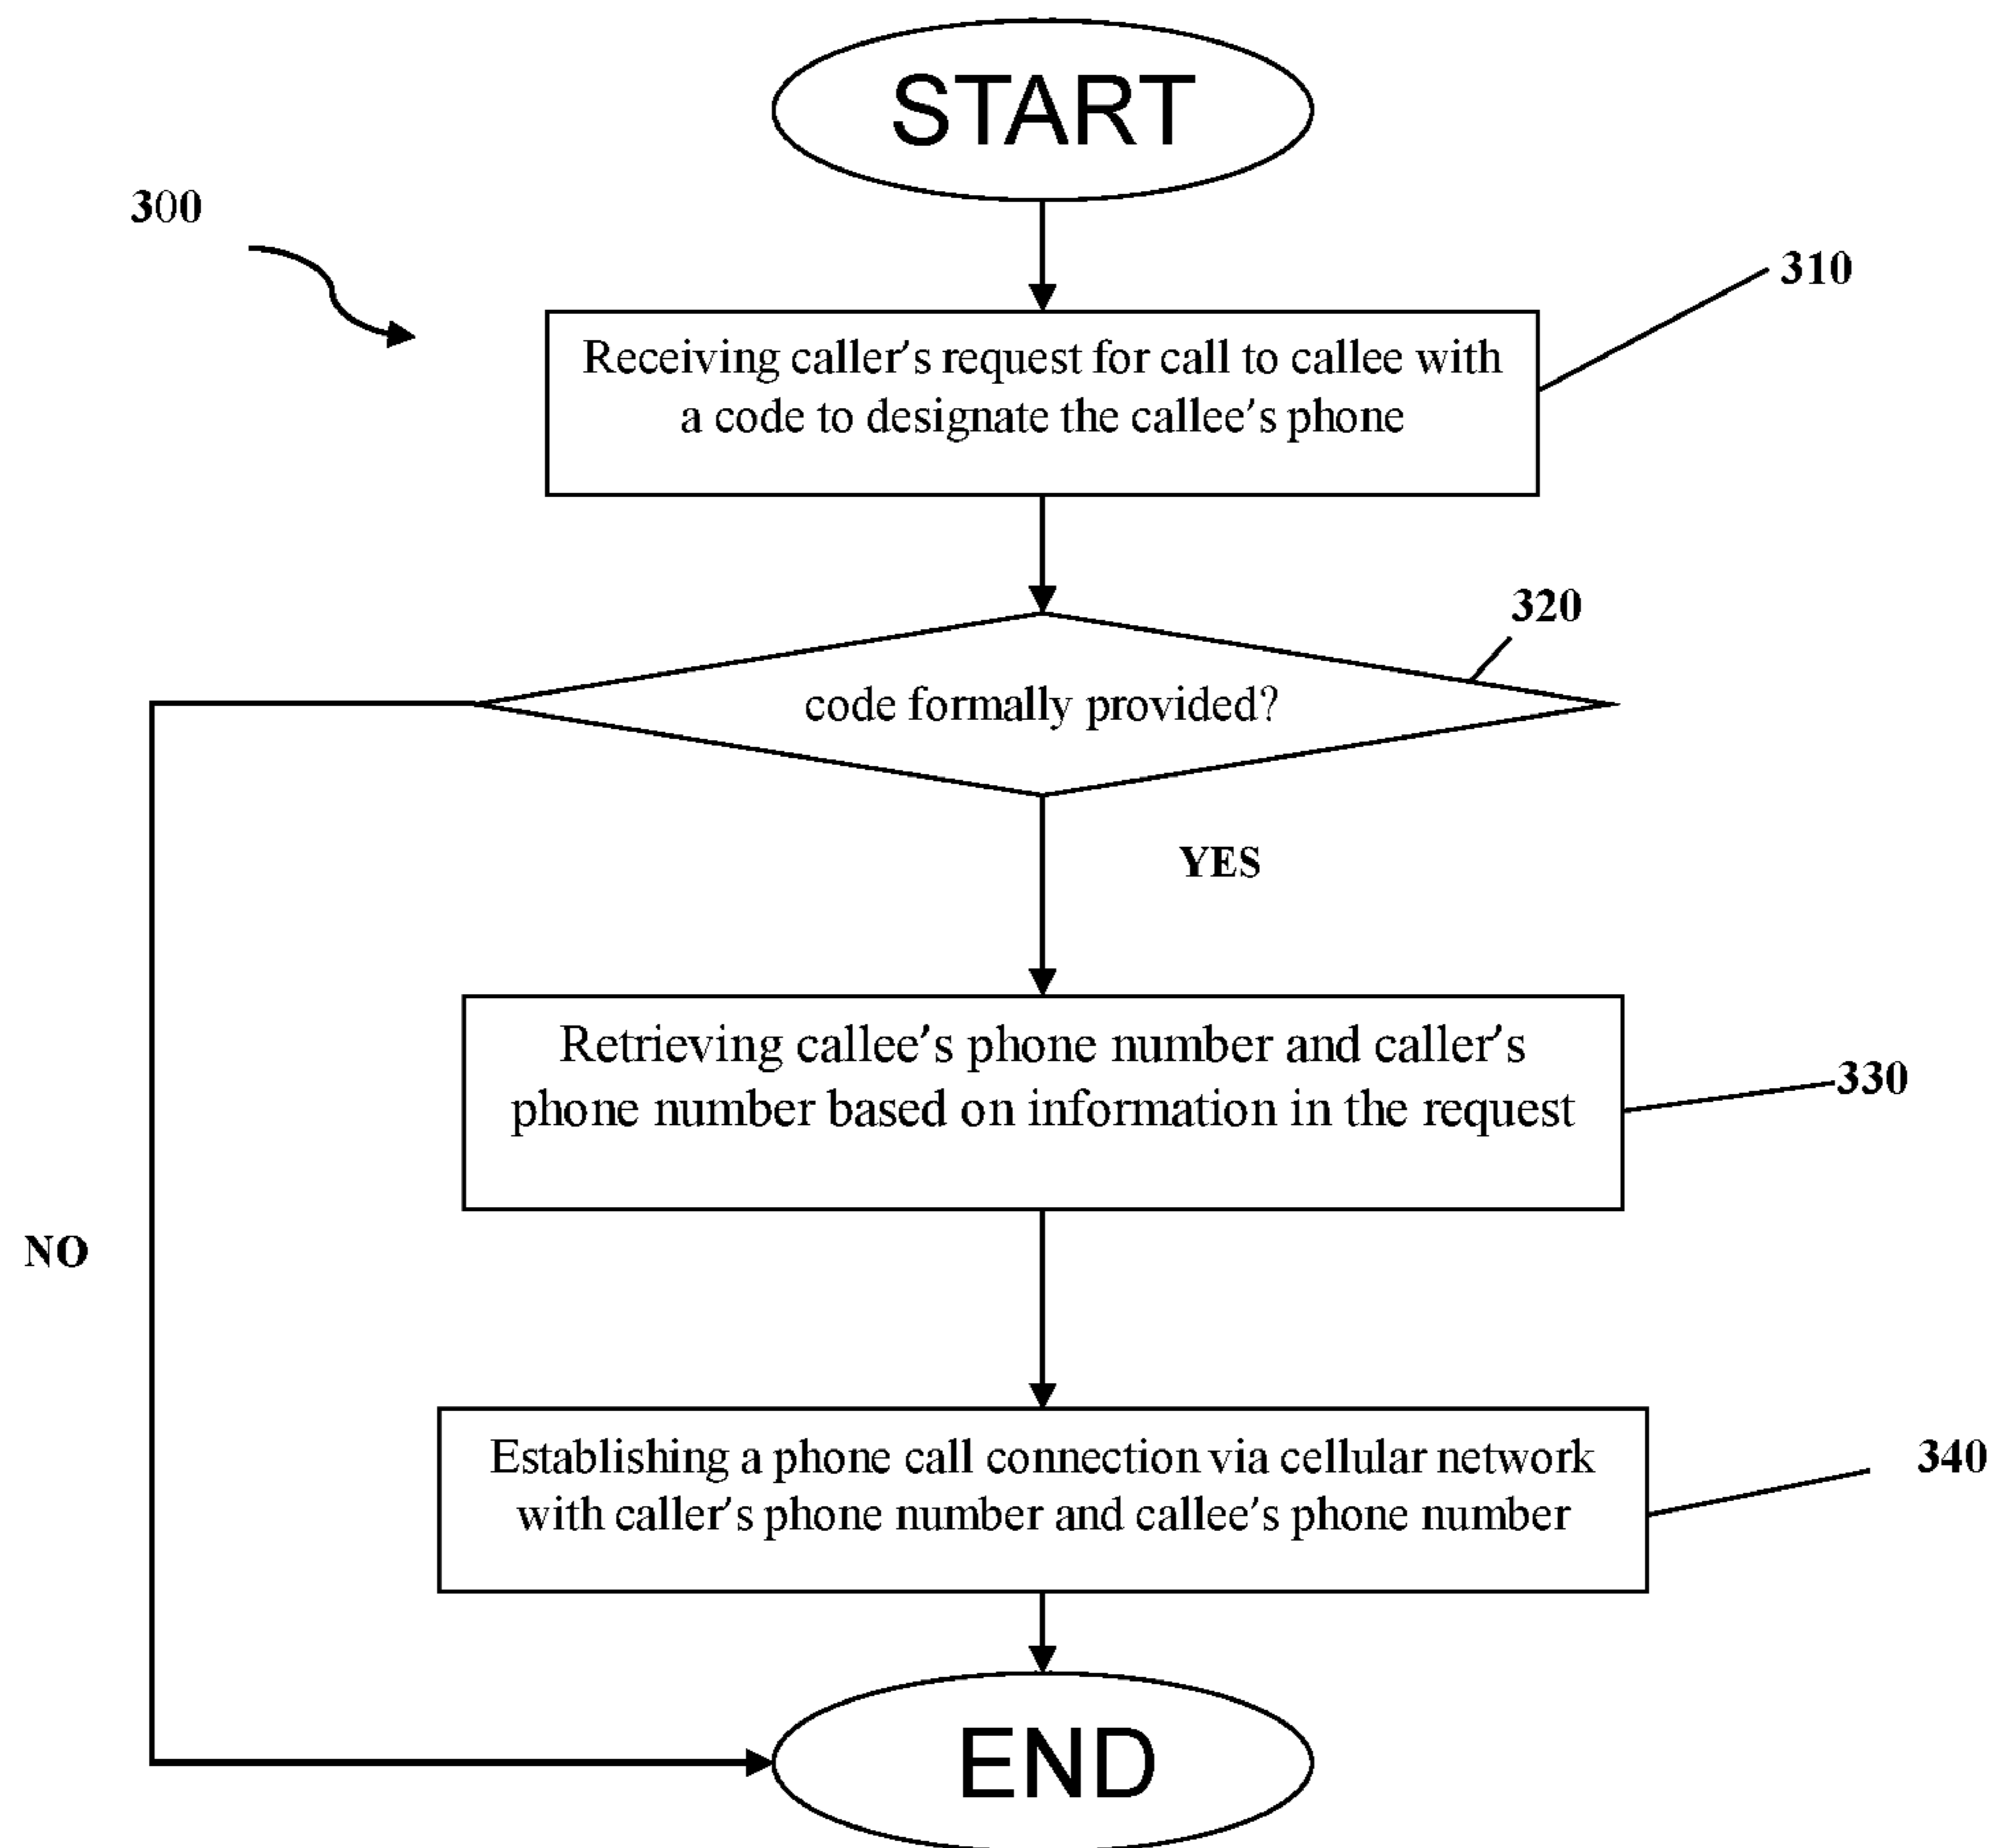 START
300
310
Receiving caller's request for call to callee with
a code to designate the callee's phone
320
code formally provided?
YES
Retrieving callee's phone number and caller's
phone number based on information in the request
330
NO
Establishing a phone call connection via cellular network
with caller's phone number and callee's phone number
340
END